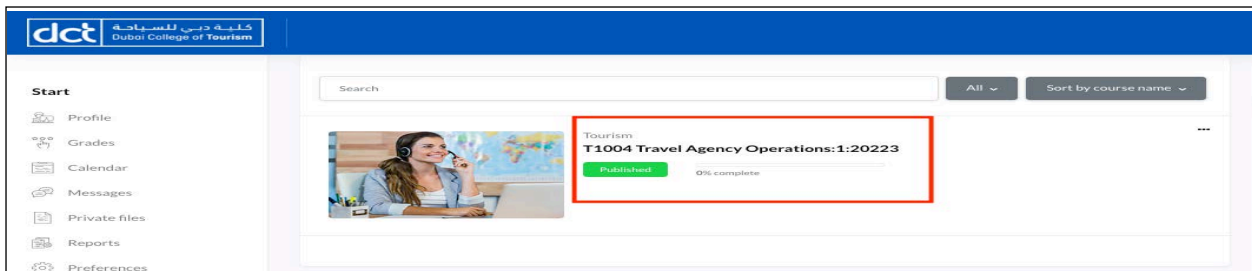 dct
كلية دبي للسياحة
Dubai College of Tourism
Start
Profile
Grades
Calendar
Messages
Private files
Reports
Preferences
Search
All
Sort by course name
Tourism
T1004 Travel Agency Operations:1:20223
Published
0% complete